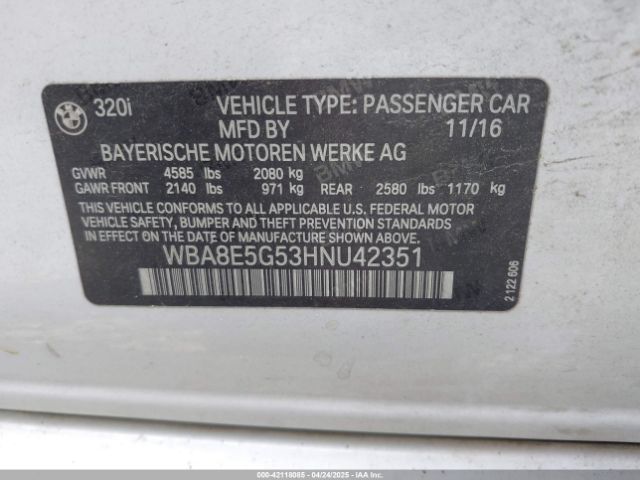 BMW 320i VEHICLE TYPE: PASSENGER CAR
MFD BY 11/16
BAYERISCHE MOTOREN WERKE AG
GVWR 4585 lbs 2080 kg
GAWR FRONT 2140 lbs 971 kg REAR 2580 lbs 1170 kg
THIS VEHICLE CONFORMS TO ALL APPLICABLE U.S. FEDERAL MOTOR
VEHICLE SAFETY, BUMPER AND THEFT PREVENTION STANDARDS
IN EFFECT ON THE DATE OF MANUFACTURE SHOWN ABOVE.
WBA8E5G53HNU42351
2 122 606
000-42118085 - 04/24/2025 - IAA.com